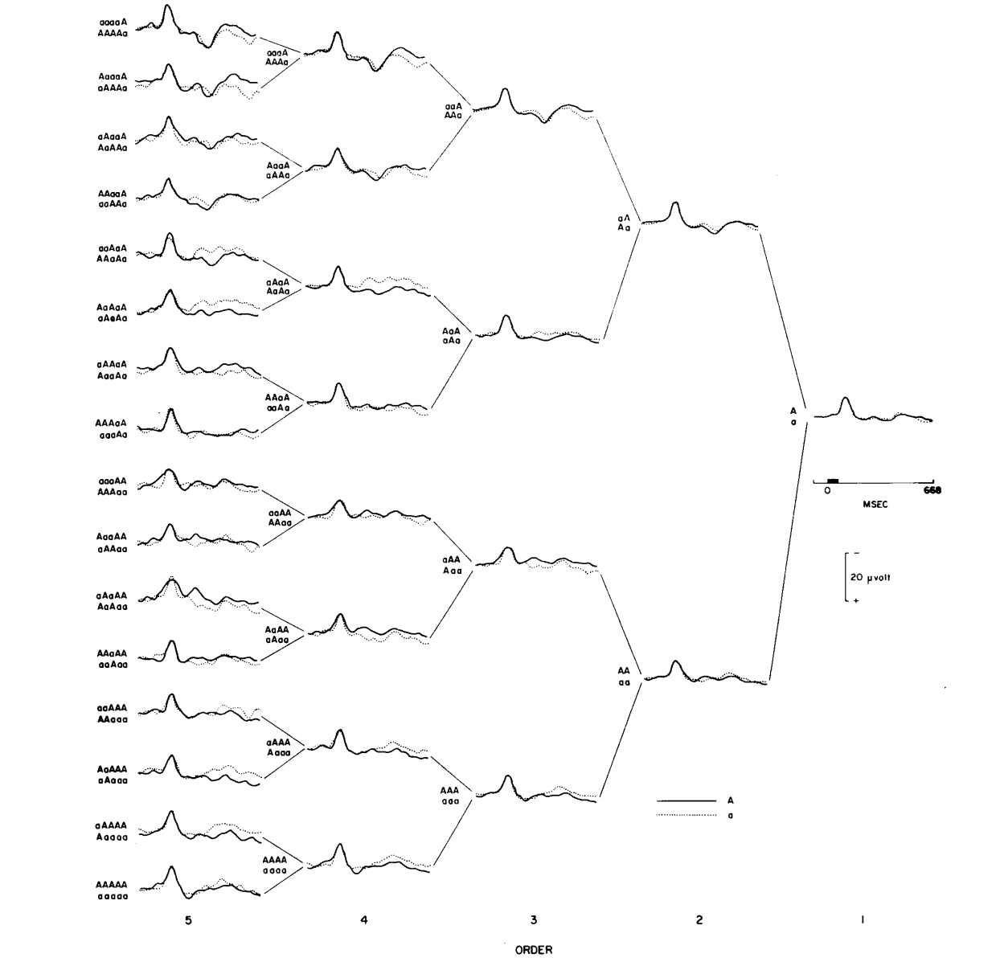 aaaaA
AAAAa
AaaaA
aAAAa
aAaaA
AaAAa
AAaaA
aaAAa
aaAaA
AAaAa
AaAaA
aAaAa
aAAaA
AaaAa
AAAaA
aaaAa
aaaAA
AAAaa
AaaAA
aAAaa
aAaAA
AaAaa
AAaAA
aaAaa
aaAAA
AAaaa
AaAAA
aAaaa
aAAAA
Aaaaa
AAAAA
aaaaa
aaaA
AAAa
AaaA
aAAa
aAaA
AaAa
AAaA
aaAa
aaAA
AAaa
AaAA
aAaa
aAAA
Aaaa
AAAA
aaaa
aaA
AAa
AaA
aAa
aAA
Aaa
AAA
aaa
aA
Aa
AA
aa
A
a
0 668
MSEC
−
20 µvolt
+
A
a
5 4 3 2 1
ORDER